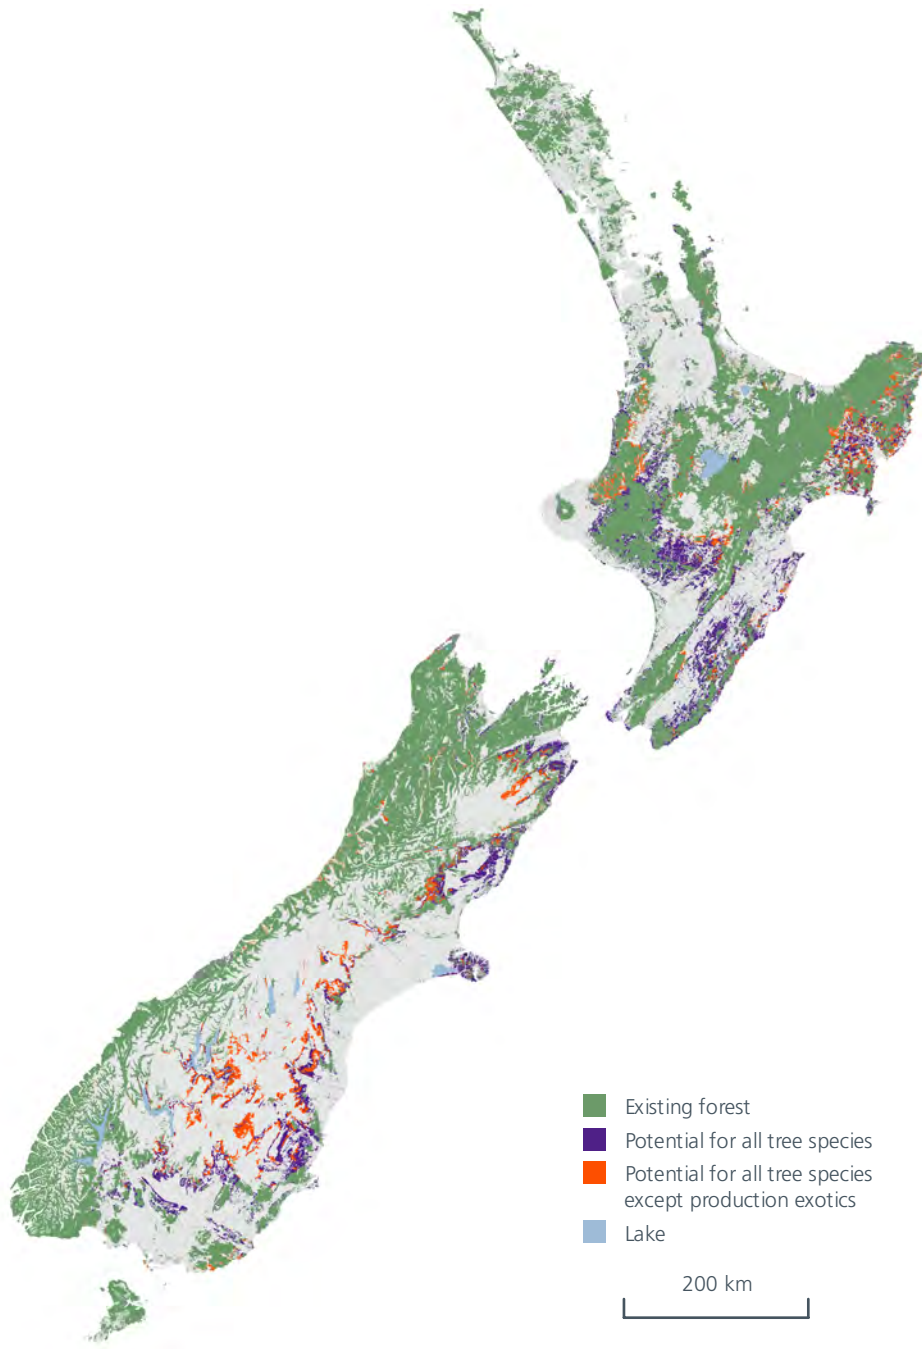 Existing forest
Potential for all tree species
Potential for all tree species
except production exotics
Lake
200 km